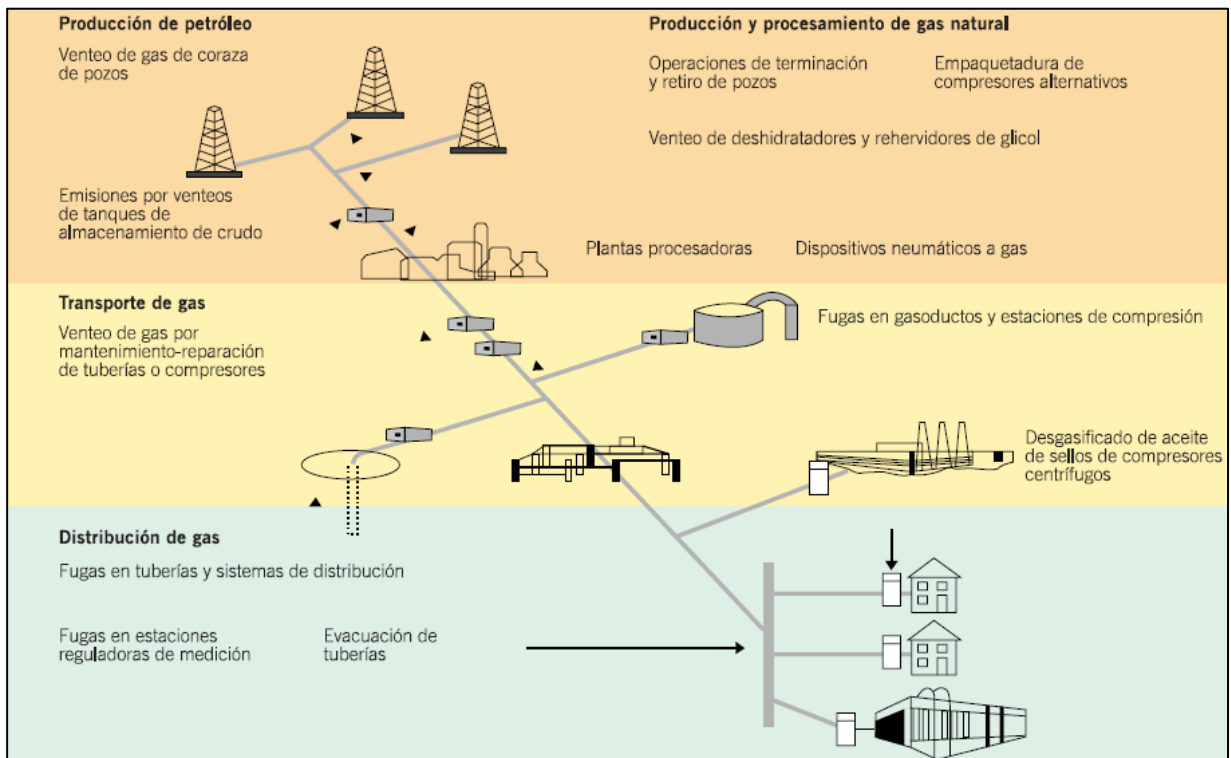 Producción de petróleo
Venteo de gas de coraza
de pozos
Emisiones por venteos
de tanques de
almacenamiento de crudo
Producción y procesamiento de gas natural
Operaciones de terminación
y retiro de pozos
Empaquetadura de
compresores alternativos
Venteo de deshidratadores y rehervidores de glicol
Plantas procesadoras
Dispositivos neumáticos a gas
Transporte de gas
Venteo de gas por
mantenimiento-reparación
de tuberías o compresores
Fugas en gasoductos y estaciones de compresión
Desgasificado de aceite
de sellos de compresores
centrífugos
Distribución de gas
Fugas en tuberías y sistemas de distribución
Fugas en estaciones
reguladoras de medición
Evacuación de
tuberías